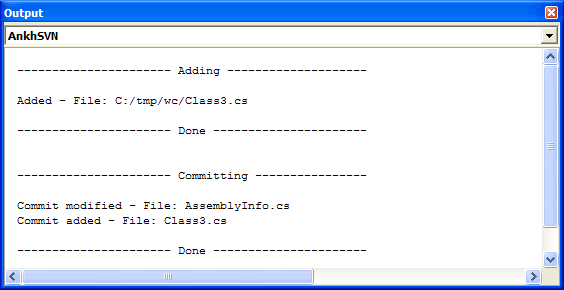 Output
AnkhSVN
---------------------- Adding --------------------
Added - File: C:/tmp/wc/Class3.cs
---------------------- Done ----------------------
---------------------- Committing ----------------
Commit modified - File: AssemblyInfo.cs
Commit added - File: Class3.cs
---------------------- Done ----------------------